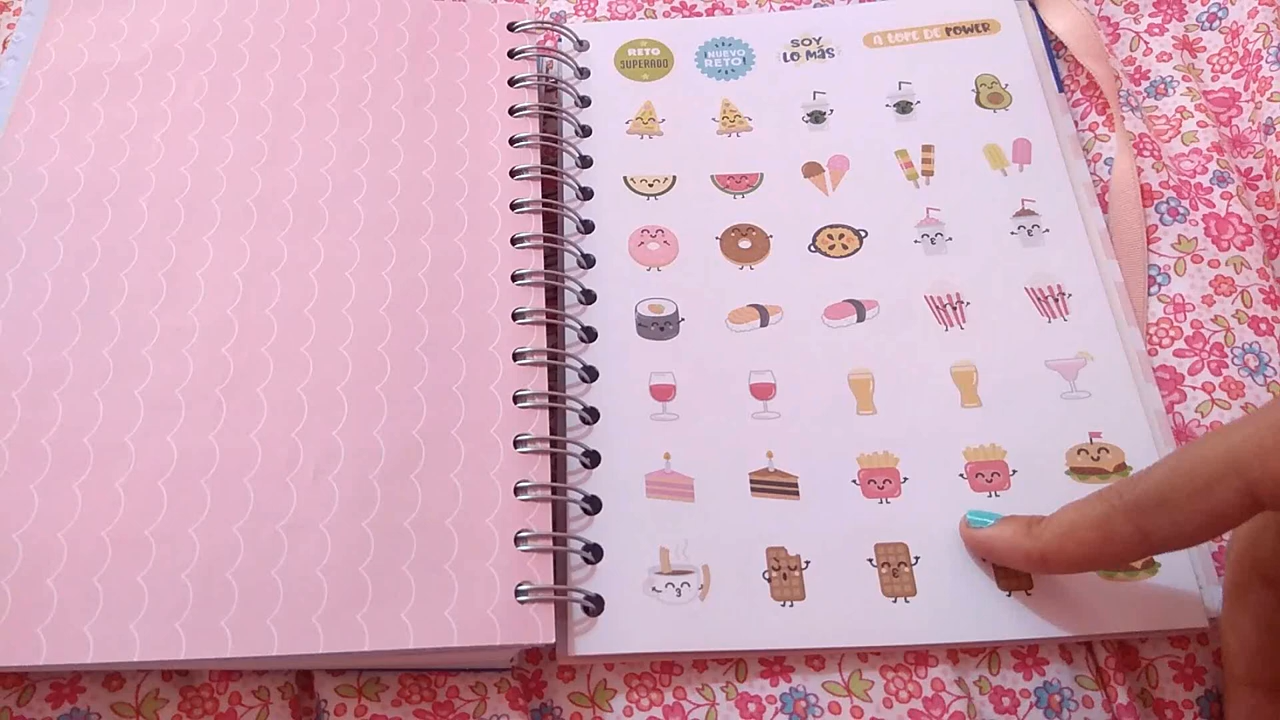 RETO
SUPERADO
¡NUEVO
RETO!
SOY
LO MÁS
A TOPE DE POWER